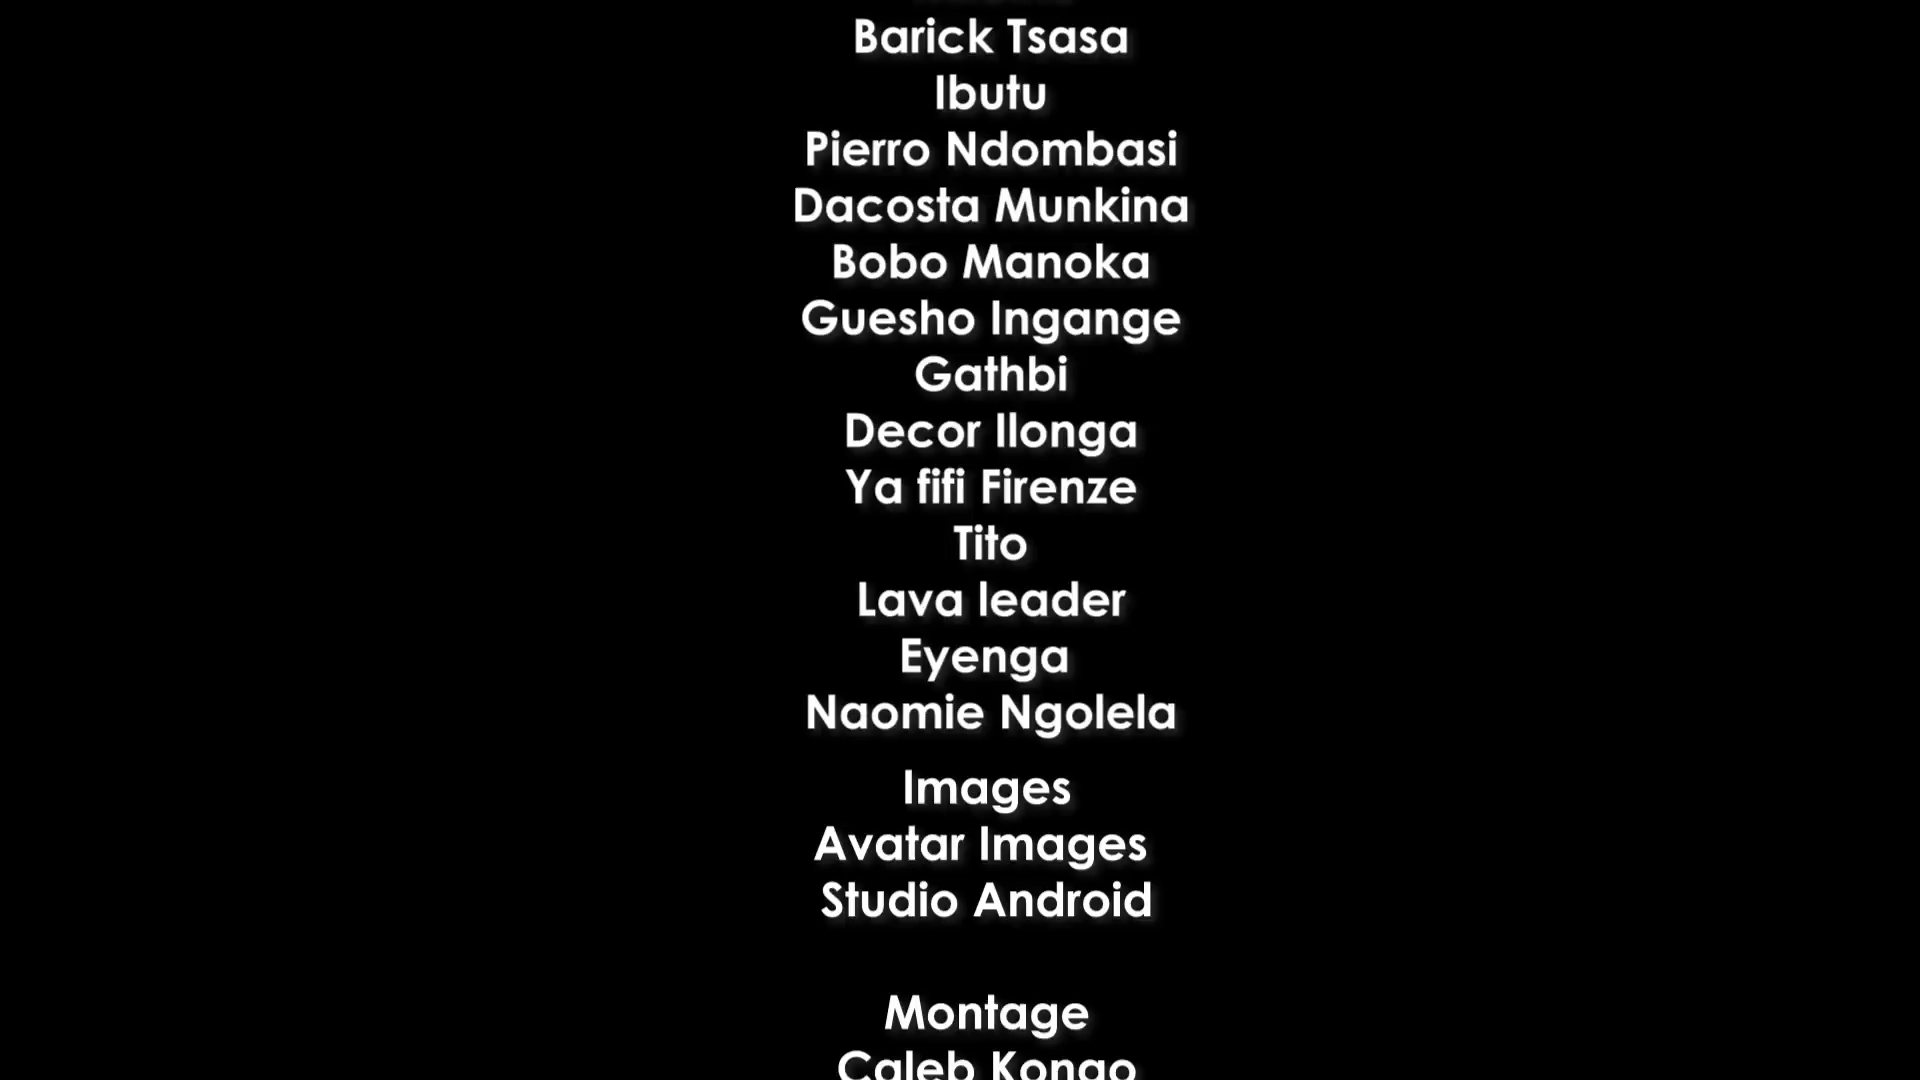 Barick Tsasa
Ibutu
Pierro Ndombasi
Dacosta Munkina
Bobo Manoka
Guesho Ingange
Gathbi
Decor Ilonga
Ya fifi Firenze
Tito
Lava leader
Eyenga
Naomie Ngolela
Images
Avatar Images
Studio Android
Montage
Caleb